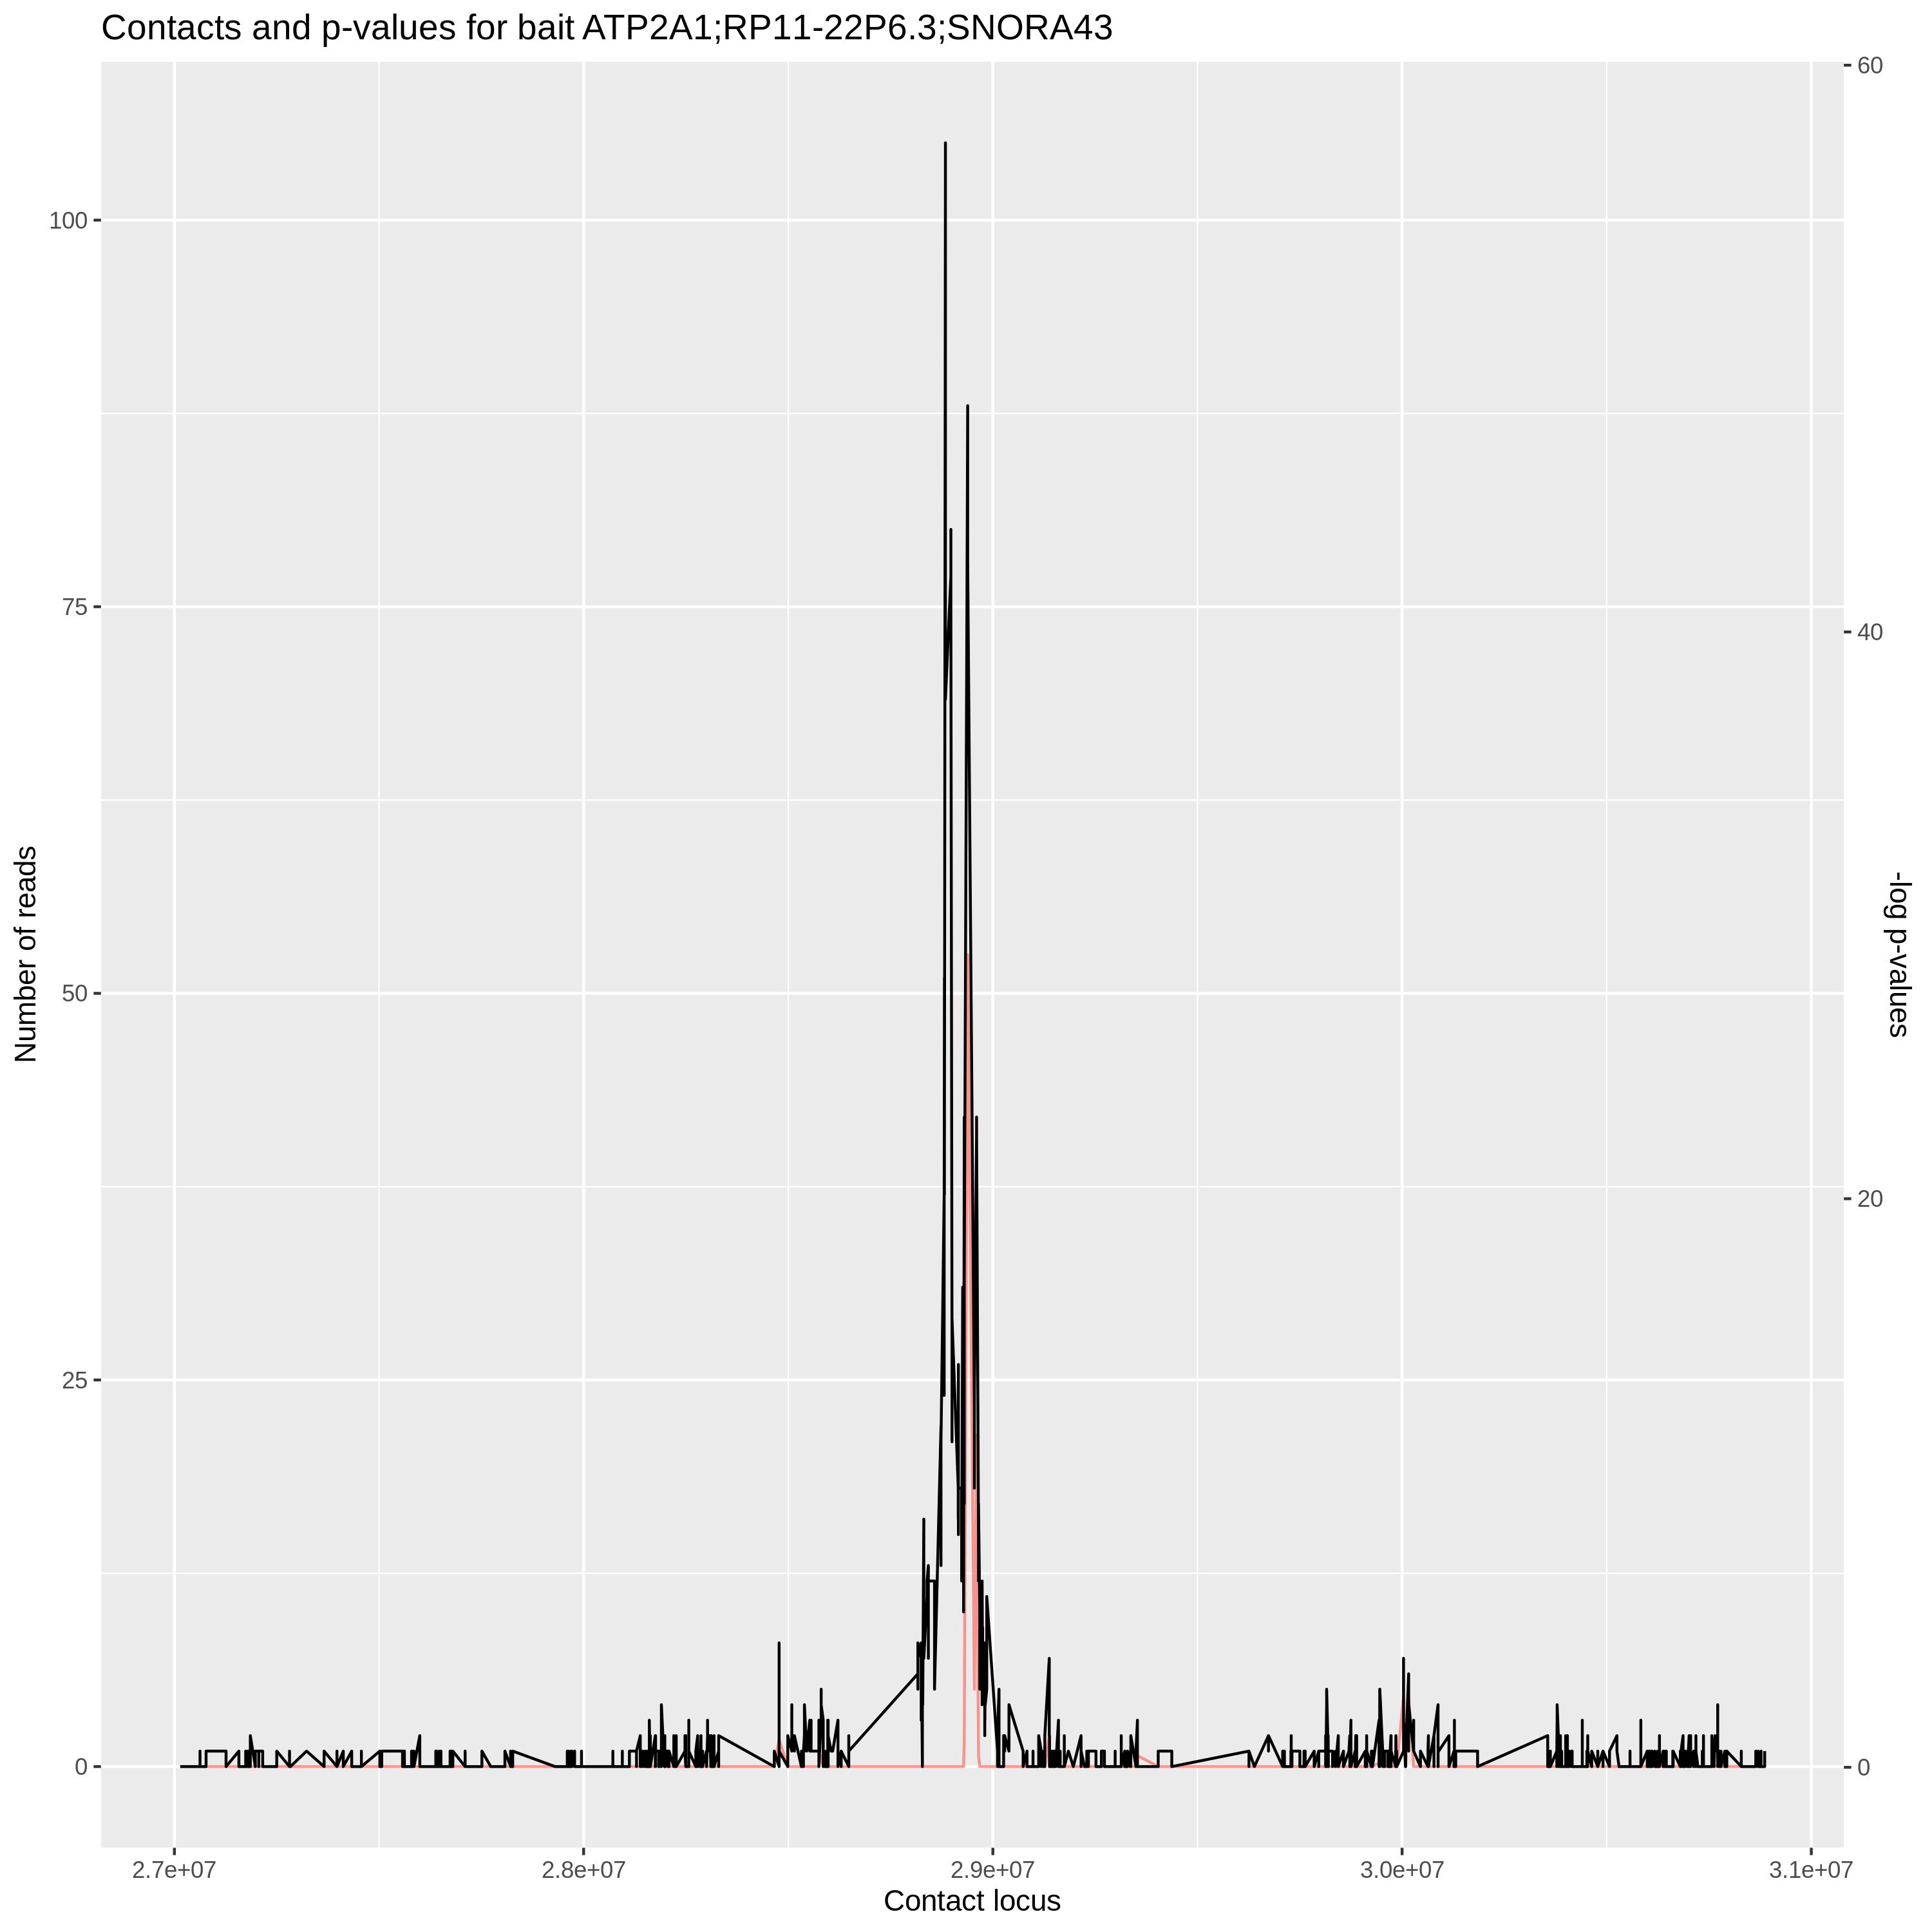 Contacts and p-values for bait ATP2A1;RP11-22P6.3;SNORA43
60
100
75
40
Number of reads
-log p-values
50
20
25
0
0
2.7e+07 2.8e+07 2.9e+07 3.0e+07 3.1e+07
Contact locus